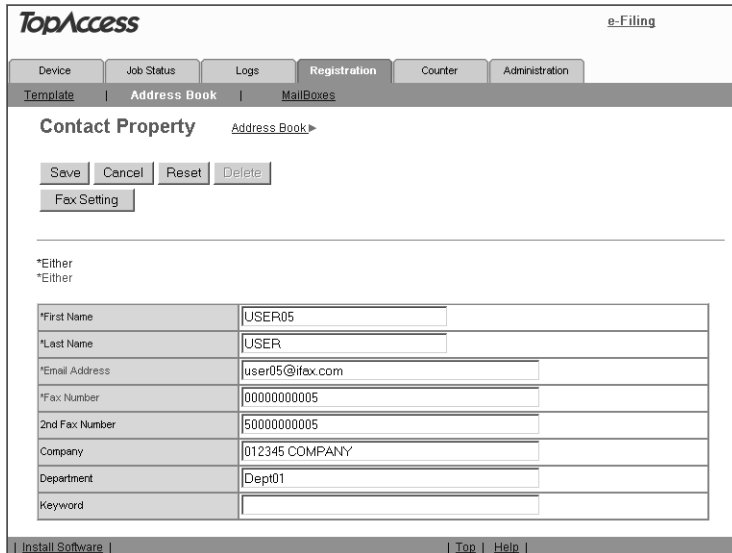 TopAccess e-Filing
Device Job Status Logs Registration Counter Administration
Template | Address Book | MailBoxes
Contact Property Address Book▶
Save Cancel Reset Delete
Fax Setting
*Either
*Either
*First Name USER05
*Last Name USER
*Email Address user05@ifax.com
*Fax Number 00000000005
2nd Fax Number 50000000005
Company 012345 COMPANY
Department Dept01
Keyword
| Install Software | | Top | Help |